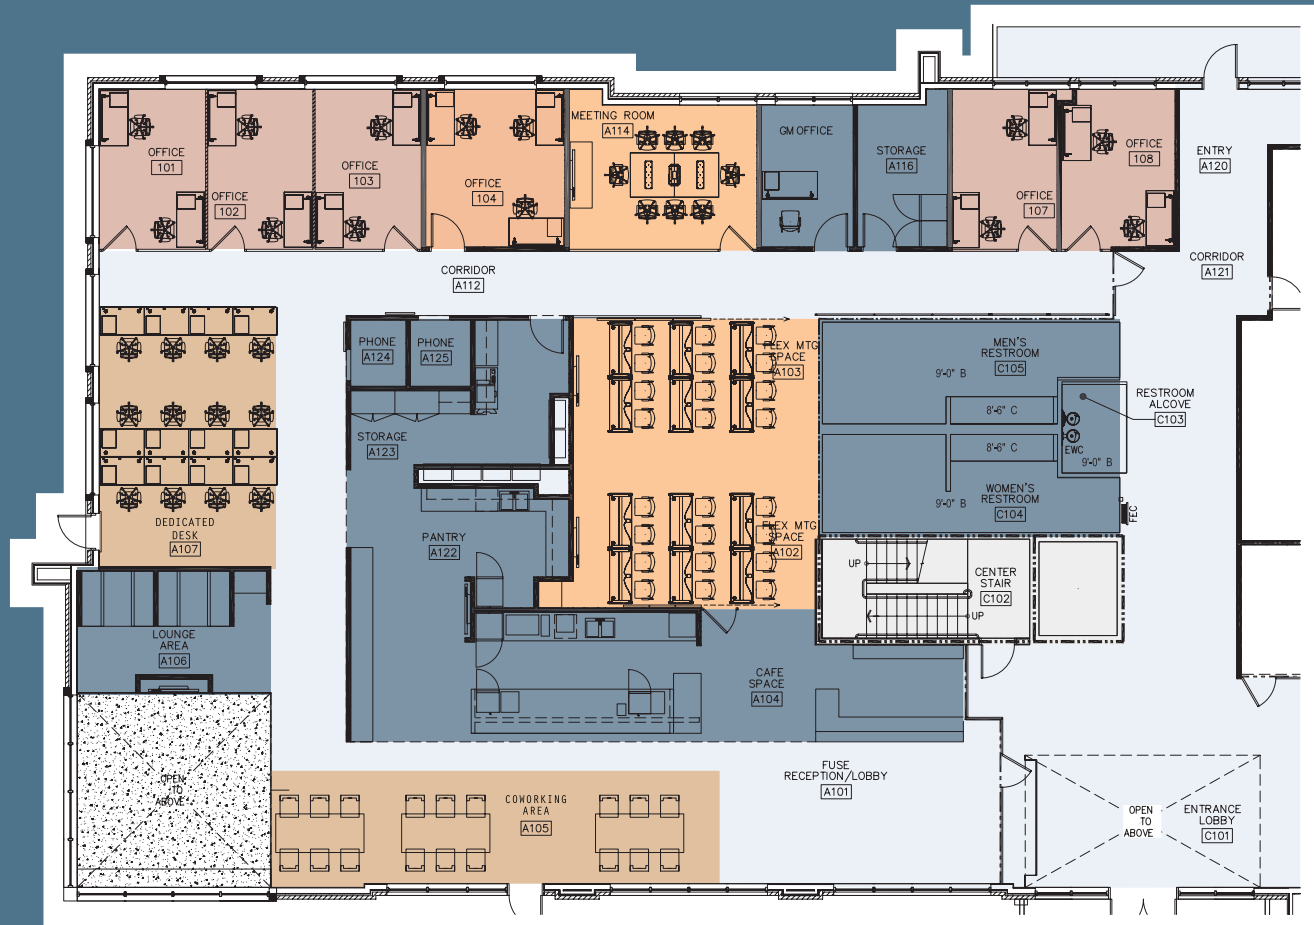 OFFICE
101
OFFICE
102
OFFICE
103
OFFICE
104
MEETING ROOM
A114
GM OFFICE
STORAGE
A116
OFFICE
107
OFFICE
108
ENTRY
A120
CORRIDOR
A112
CORRIDOR
A121
PHONE
A124
PHONE
A125
STORAGE
A123
FLEX MTG
SPACE
A103
MEN'S
RESTROOM
C105
9'-0" B
8'-6" C
RESTROOM
ALCOVE
C103
8'-6" C
EWC
9'-0" B
WOMEN'S
RESTROOM
C104
9'-0" B
FEC
DEDICATED
DESK
A107
PANTRY
A122
FLEX MTG
SPACE
A102
UP
CENTER
STAIR
C102
UP
LOUNGE
AREA
A106
CAFE
SPACE
A104
OPEN
TO
ABOVE
FUSE
RECEPTION/LOBBY
A101
COWORKING
AREA
A105
OPEN
TO
ABOVE
ENTRANCE
LOBBY
C101